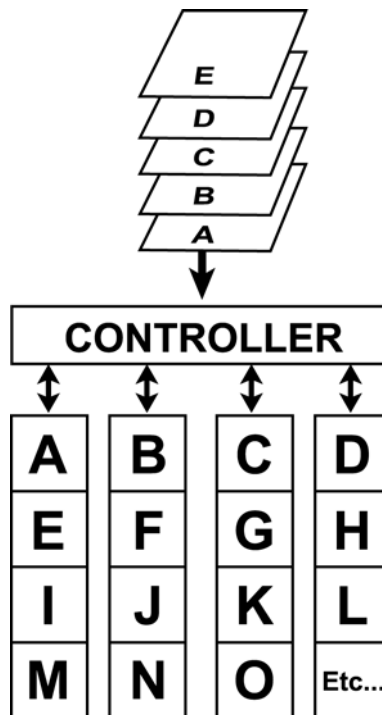 E
D
C
B
A
CONTROLLER
A B C D
E F G H
I J K L
M N O Etc...